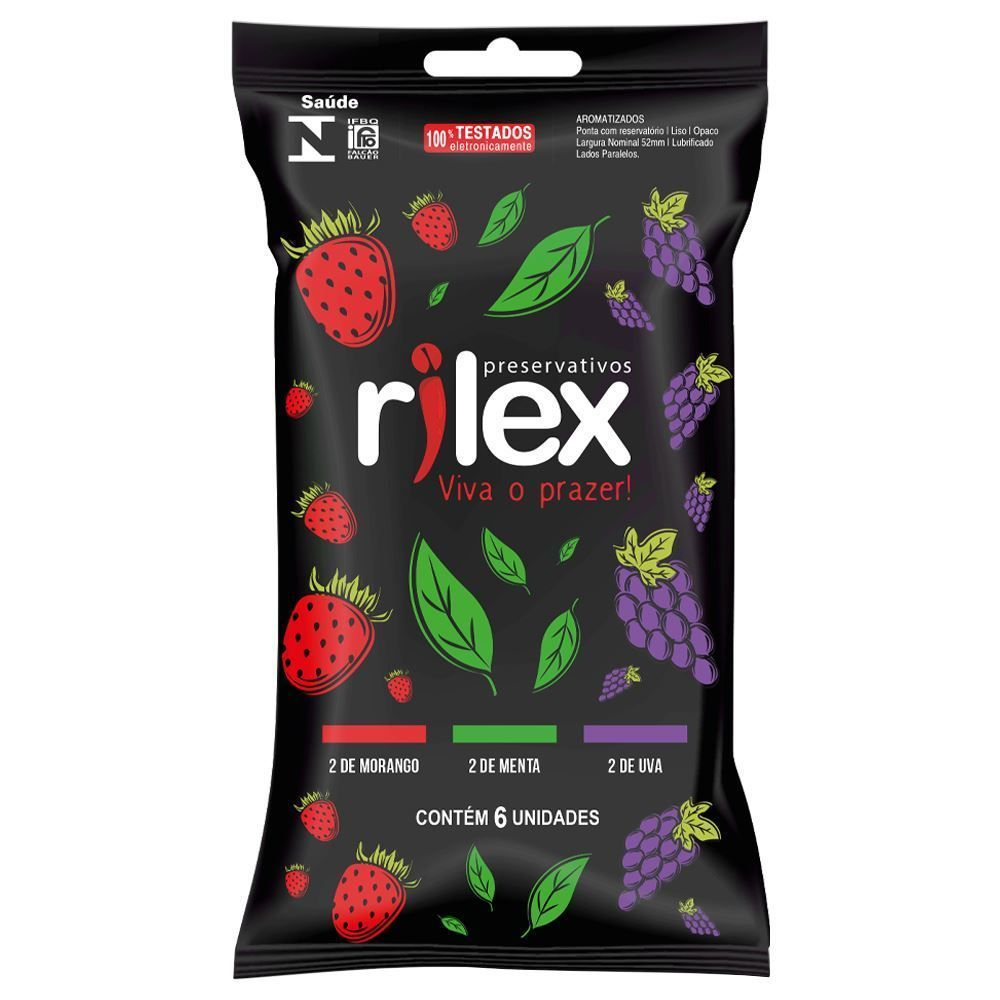 Saúde
IFBQ
FALCÃO
BAUER
100% TESTADOS
eletronicamente
AROMATIZADOS
Ponta com reservatório | Liso | Opaco
Largura Nominal 52mm | Lubrificado
Lados Paralelos.
preservativos
rilex
Viva o prazer!
2 DE MORANGO
2 DE MENTA
2 DE UVA
CONTÉM 6 UNIDADES